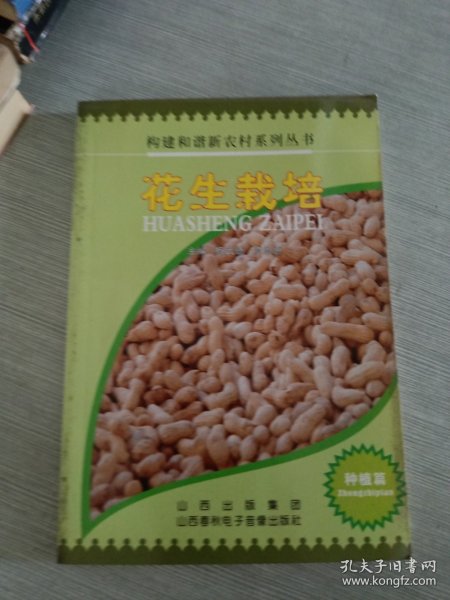 构建和谐新农村系列丛书
花生栽培
HUASHENG ZAIPEI
种植篇
Zhongzhipian
山西出版集团
山西春秋电子音像出版社
孔夫子旧书网
www.kongfz.com